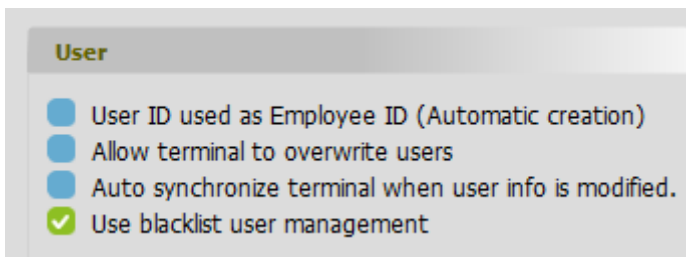 User
User ID used as Employee ID (Automatic creation)
Allow terminal to overwrite users
Auto synchronize terminal when user info is modified.
Use blacklist user management